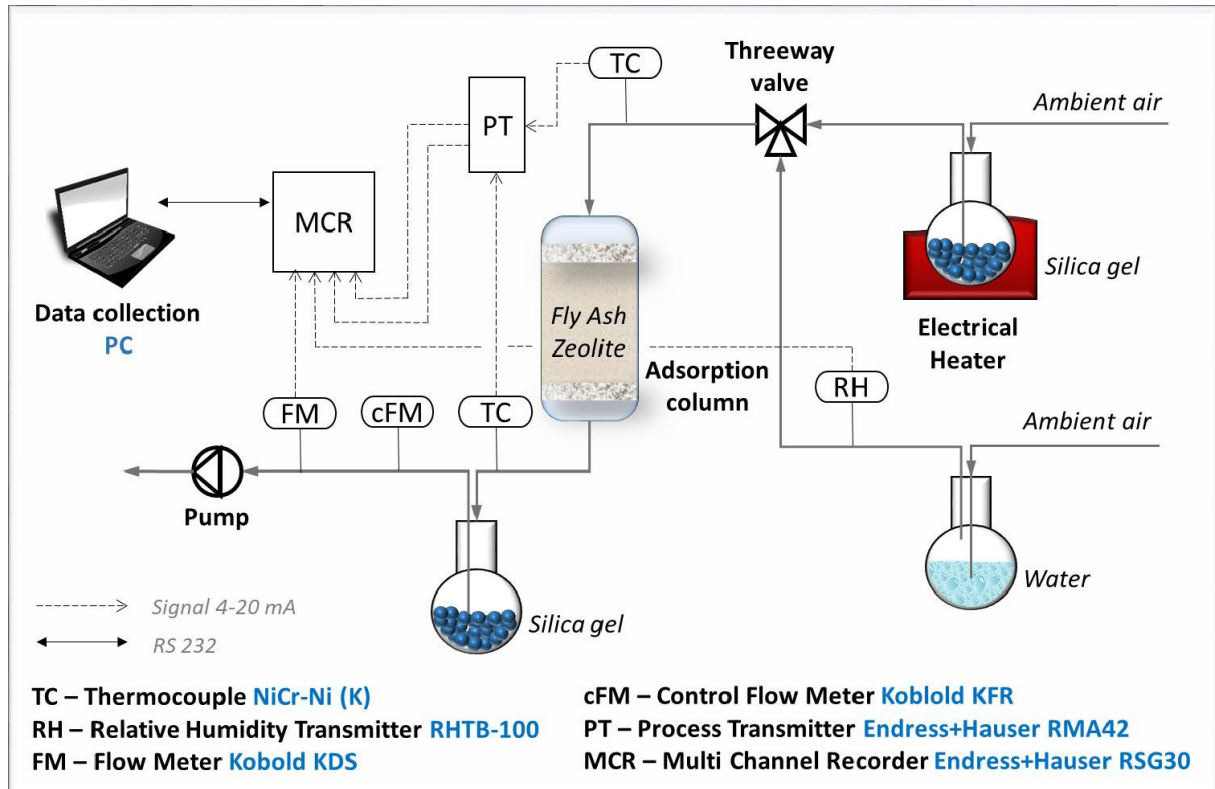 TC
Threeway
valve
Ambient air
PT
MCR
Silica gel
Data collection
PC
Fly Ash
Zeolite
Electrical
Heater
Adsorption
column
RH
FM
cFM
TC
Ambient air
Pump
Water
Signal 4-20 mA
Silica gel
RS 232
TC – Thermocouple NiCr-Ni (K)
RH – Relative Humidity Transmitter RHTB-100
FM – Flow Meter Kobold KDS
cFM – Control Flow Meter Koblold KFR
PT – Process Transmitter Endress+Hauser RMA42
MCR – Multi Channel Recorder Endress+Hauser RSG30